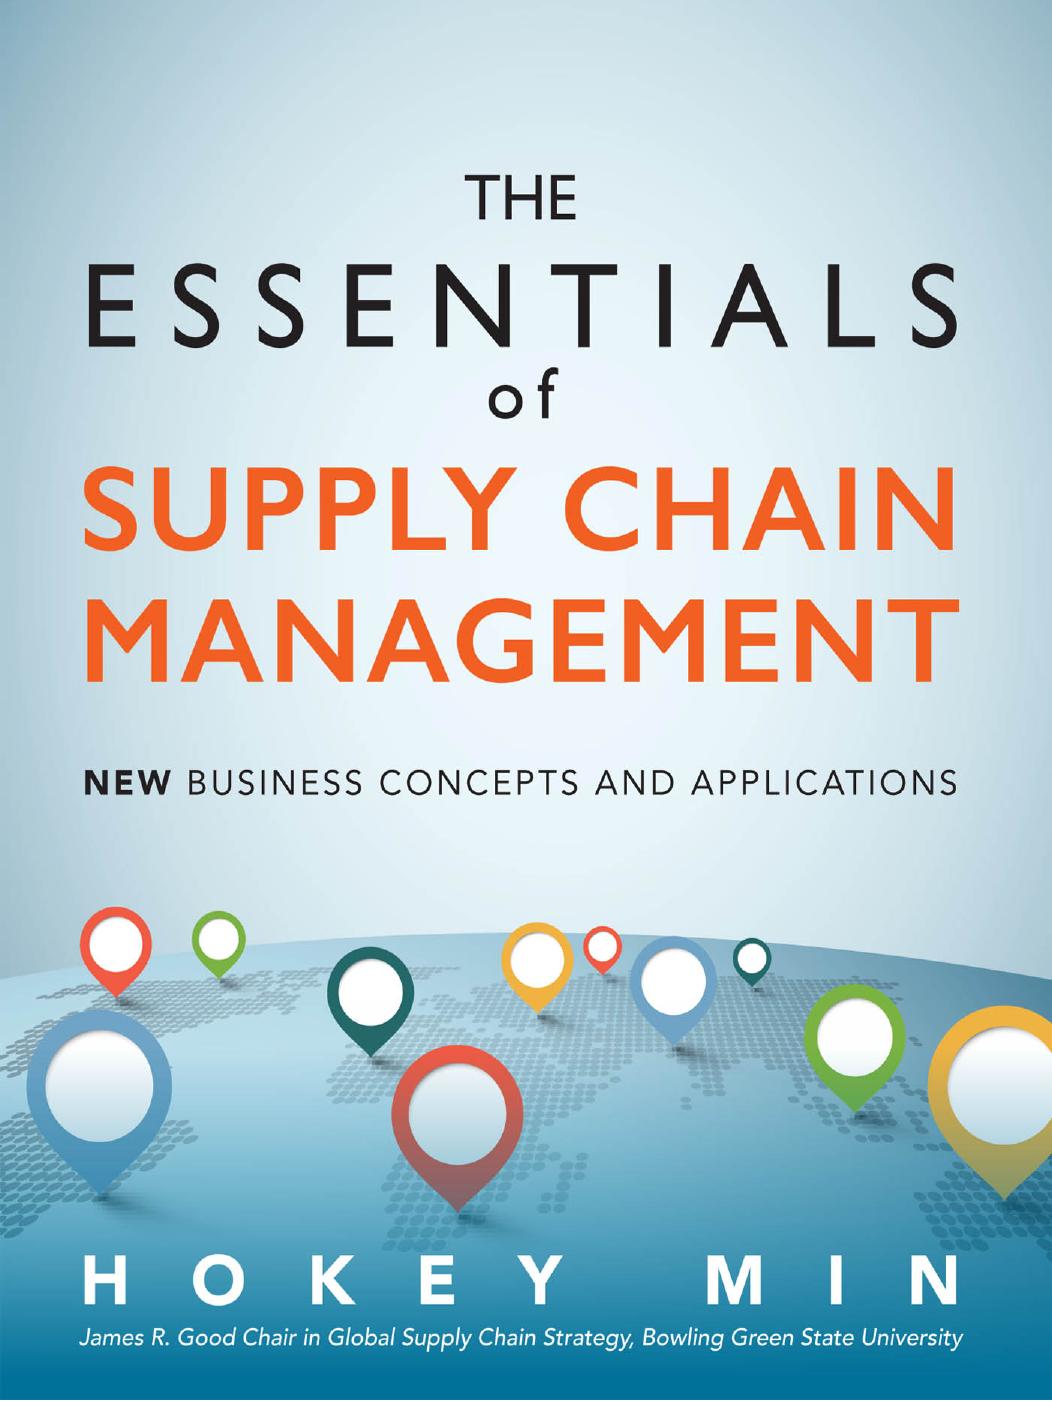 THE
ESSENTIALS
of
SUPPLY CHAIN
MANAGEMENT
NEW BUSINESS CONCEPTS AND APPLICATIONS
HOKEY MIN
James R. Good Chair in Global Supply Chain Strategy, Bowling Green State University